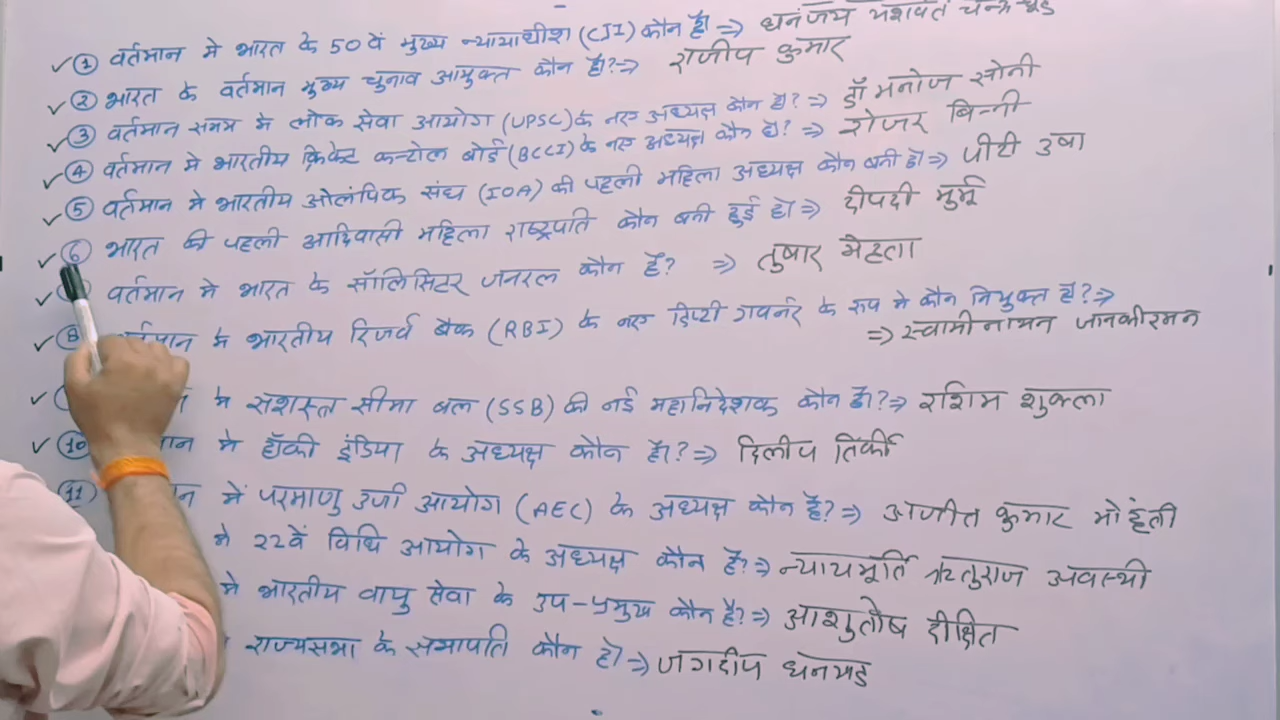 ① वर्तमान मे भारत के 50 वें मुख्य न्यायाधीश (CJI) कौन है? ⇒ धनंजय यशवंत चन्द्रचूड़
② भारत के वर्तमान मुख्य चुनाव आयुक्त कौन है? ⇒ राजीव कुमार
③ वर्तमान समय मे लोक सेवा आयोग (UPSC) के नए अध्यक्ष कौन है? ⇒ डॉ मनोज सोनी
④ वर्तमान मे भारतीय क्रिकेट कन्ट्रोल बोर्ड (BCCI) के नए अध्यक्ष कौन है? ⇒ रोजर बिन्नी
⑤ वर्तमान मे भारतीय ओलंपिक संघ (IOA) की पहली महिला अध्यक्ष कौन बनी है ⇒ पीटी उषा
⑥ भारत की पहली आदिवासी महिला राष्ट्रपति कौन बनी हुई है ⇒ द्रौपदी मुर्मू
वर्तमान मे भारत के सॉलिसिटर जनरल कौन है? ⇒ तुषार मेहता
8 वर्तमान मे भारतीय रिजर्व बैंक (RBI) के नए डिप्टी गवर्नर के रूप मे कौन नियुक्त है? ⇒
⇒ स्वामीनाथन जानकीरमन
मे सशस्त्र सीमा बल (SSB) की नई महानिदेशक कौन है? ⇒ रश्मि शुक्ला
10 मे हॉकी इंडिया के अध्यक्ष कौन है? ⇒ दिलीप तिर्की
11 में परमाणु उर्जा आयोग (AEC) के अध्यक्ष कौन है? ⇒ अजीत कुमार मोहंती
मे 22वें विधि आयोग के अध्यक्ष कौन है? ⇒ न्यायमूर्ति ऋतुराज अवस्थी
मे भारतीय वायु सेवा के उप-प्रमुख कौन है? ⇒ आशुतोष दीक्षित
राज्यसभा के सभापति कौन है ⇒ जगदीप धनखड़